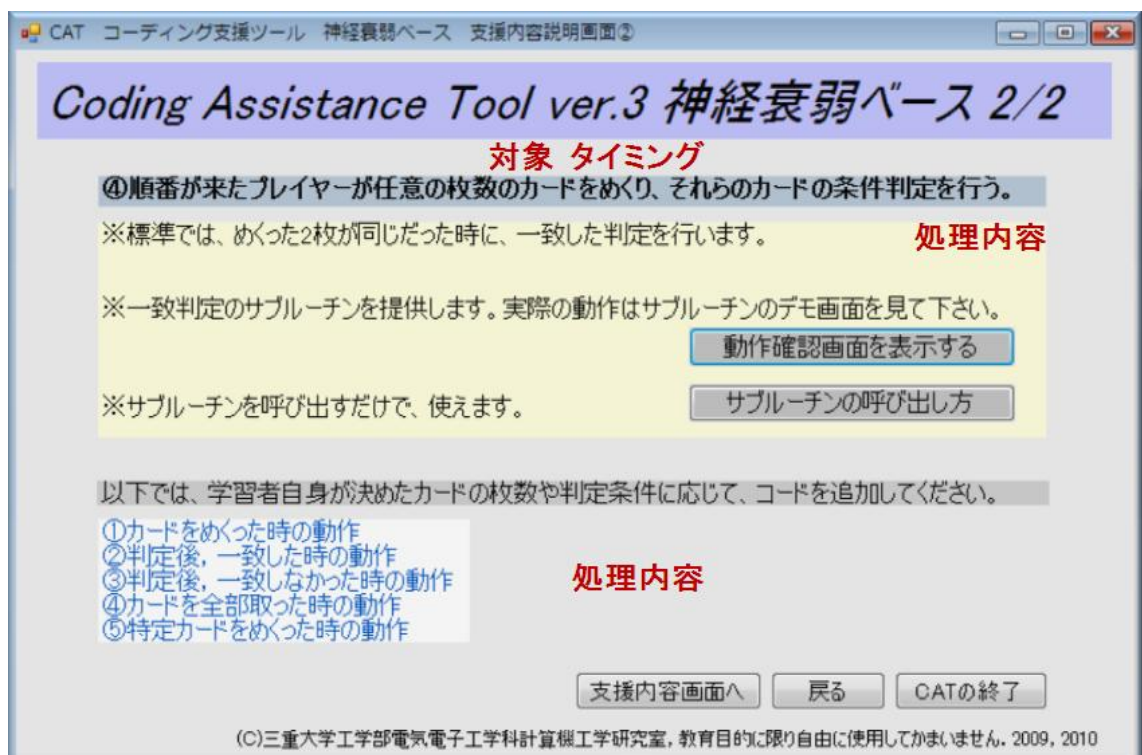 CAT コーディング支援ツール 神経衰弱ベース 支援内容説明画面②
Coding Assistance Tool ver.3 神経衰弱ベース 2/2
対象 タイミング
④順番が来たプレイヤーが任意の枚数のカードをめくり、それらのカードの条件判定を行う。
※標準では、めくった2枚が同じだった時に、一致した判定を行います。
処理内容
※一致判定のサブルーチンを提供します。実際の動作はサブルーチンのデモ画面を見て下さい。
動作確認画面を表示する
※サブルーチンを呼び出すだけで、使えます。
サブルーチンの呼び出し方
以下では、学習者自身が決めたカードの枚数や判定条件に応じて、コードを追加してください。
①カードをめくった時の動作
②判定後，一致した時の動作
③判定後，一致しなかった時の動作
④カードを全部取った時の動作
⑤特定カードをめくった時の動作
処理内容
支援内容画面へ
戻る
CATの終了
(C)三重大学工学部電気電子工学科計算機工学研究室，教育目的に限り自由に使用してかまいません．2009，2010